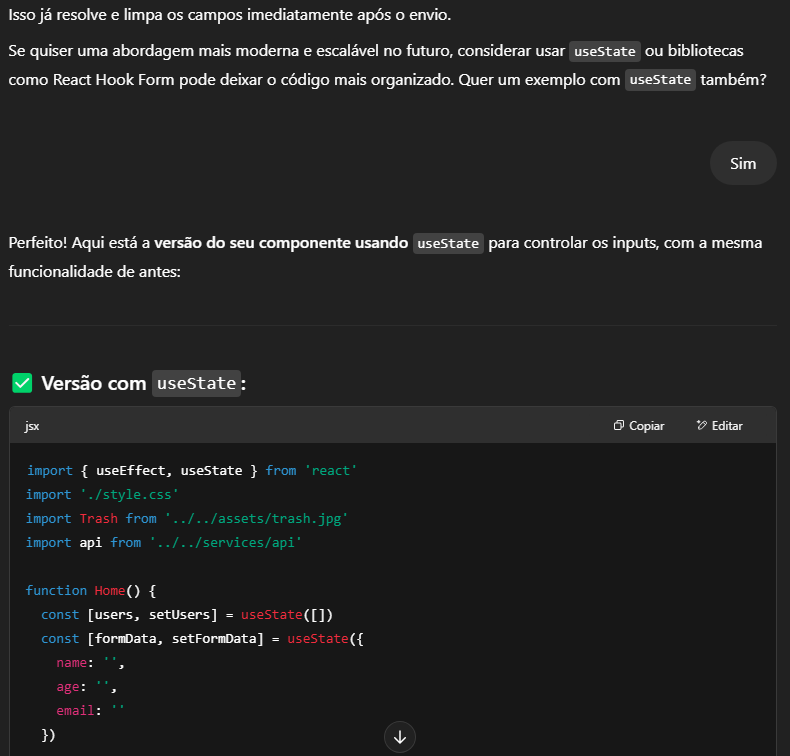 Isso já resolve e limpa os campos imediatamente após o envio.
Se quiser uma abordagem mais moderna e escalável no futuro, considerar usar useState ou bibliotecas
como React Hook Form pode deixar o código mais organizado. Quer um exemplo com useState também?
Sim
Perfeito! Aqui está a versão do seu componente usando useState para controlar os inputs, com a mesma
funcionalidade de antes:
✅ Versão com useState:
jsx Copiar Editar
import { useEffect, useState } from 'react'
import './style.css'
import Trash from '../../assets/trash.jpg'
import api from '../../services/api'
function Home() {
  const [users, setUsers] = useState([])
  const [formData, setFormData] = useState({
    name: '',
    age: '',
    email: ''
  })